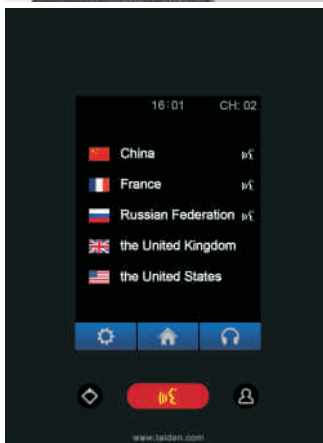 16:01 CH: 02
China
France
Russian Federation
the United Kingdom
the United States
www.taiden.com